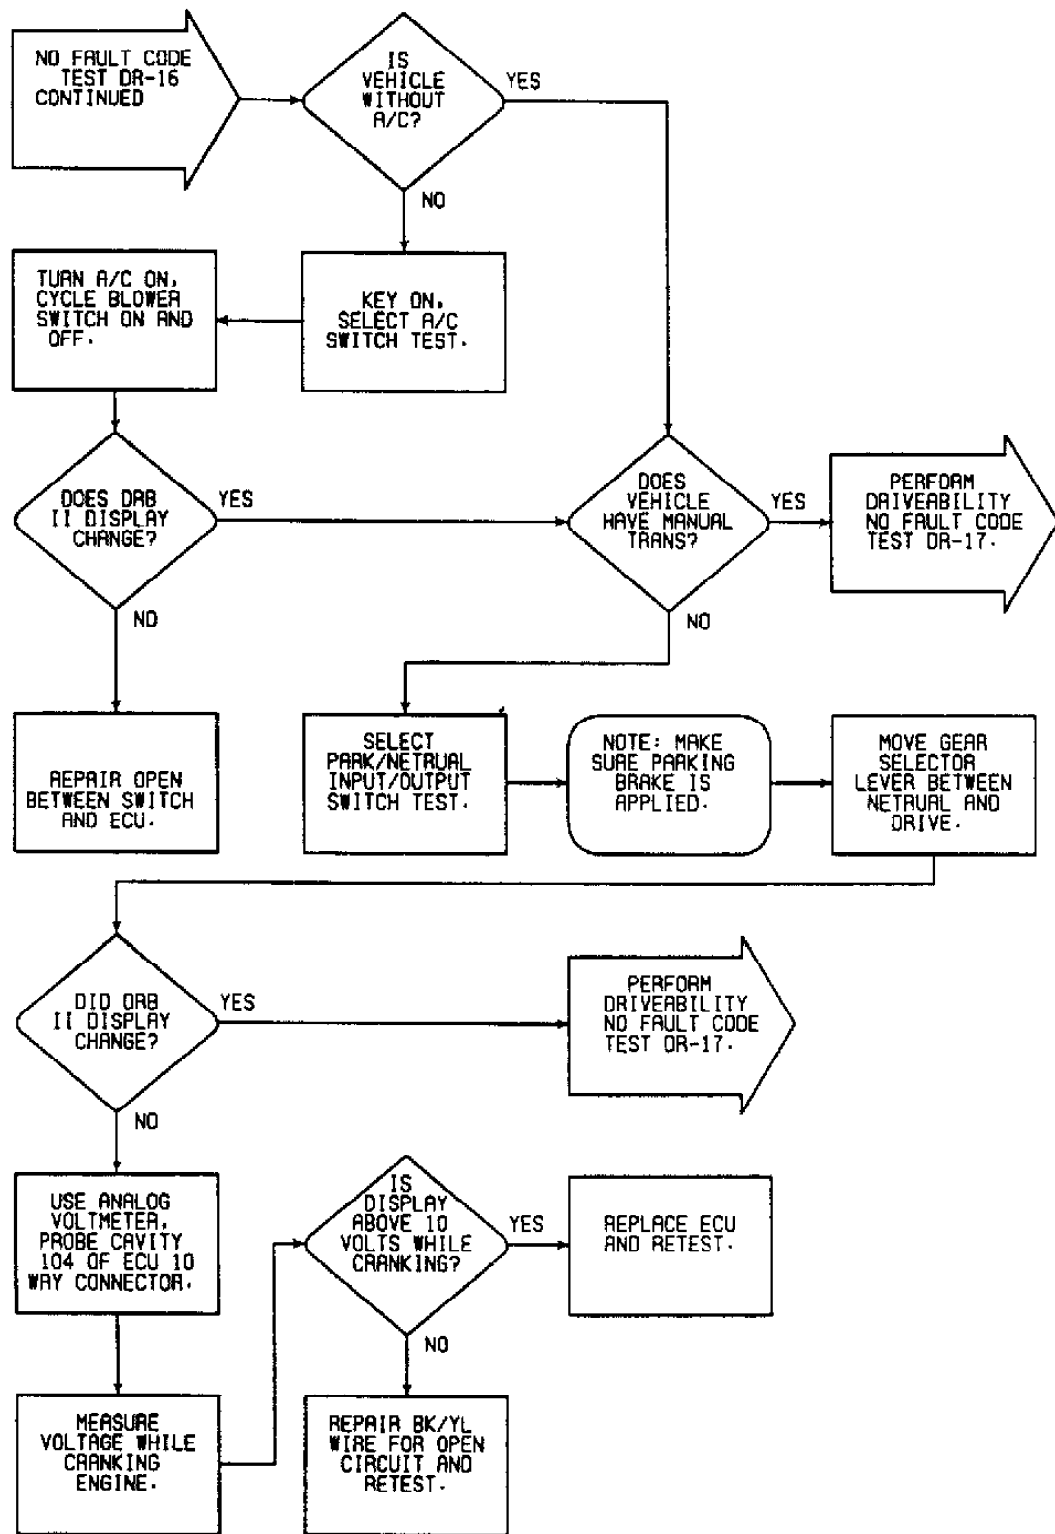 NO FAULT CODE
TEST DR-16
CONTINUED
IS
VEHICLE
WITHOUT
A/C?
YES
NO
TURN A/C ON,
CYCLE BLOWER
SWITCH ON AND
OFF.
KEY ON,
SELECT A/C
SWITCH TEST.
DOES DRB
II DISPLAY
CHANGE?
YES
NO
DOES
VEHICLE
HAVE MANUAL
TRANS?
YES
NO
PERFORM
DRIVEABILITY
NO FAULT CODE
TEST DR-17.
REPAIR OPEN
BETWEEN SWITCH
AND ECU.
SELECT
PARK/NETRUAL
INPUT/OUTPUT
SWITCH TEST.
NOTE: MAKE
SURE PARKING
BRAKE IS
APPLIED.
MOVE GEAR
SELECTOR
LEVER BETWEEN
NETRUAL AND
DRIVE.
DID DRB
II DISPLAY
CHANGE?
YES
NO
PERFORM
DRIVEABILITY
NO FAULT CODE
TEST DR-17.
USE ANALOG
VOLTMETER,
PROBE CAVITY
104 OF ECU 10
WAY CONNECTOR.
IS
DISPLAY
ABOVE 10
VOLTS WHILE
CRANKING?
YES
NO
REPLACE ECU
AND RETEST.
MEASURE
VOLTAGE WHILE
CRANKING
ENGINE.
REPAIR BK/YL
WIRE FOR OPEN
CIRCUIT AND
RETEST.